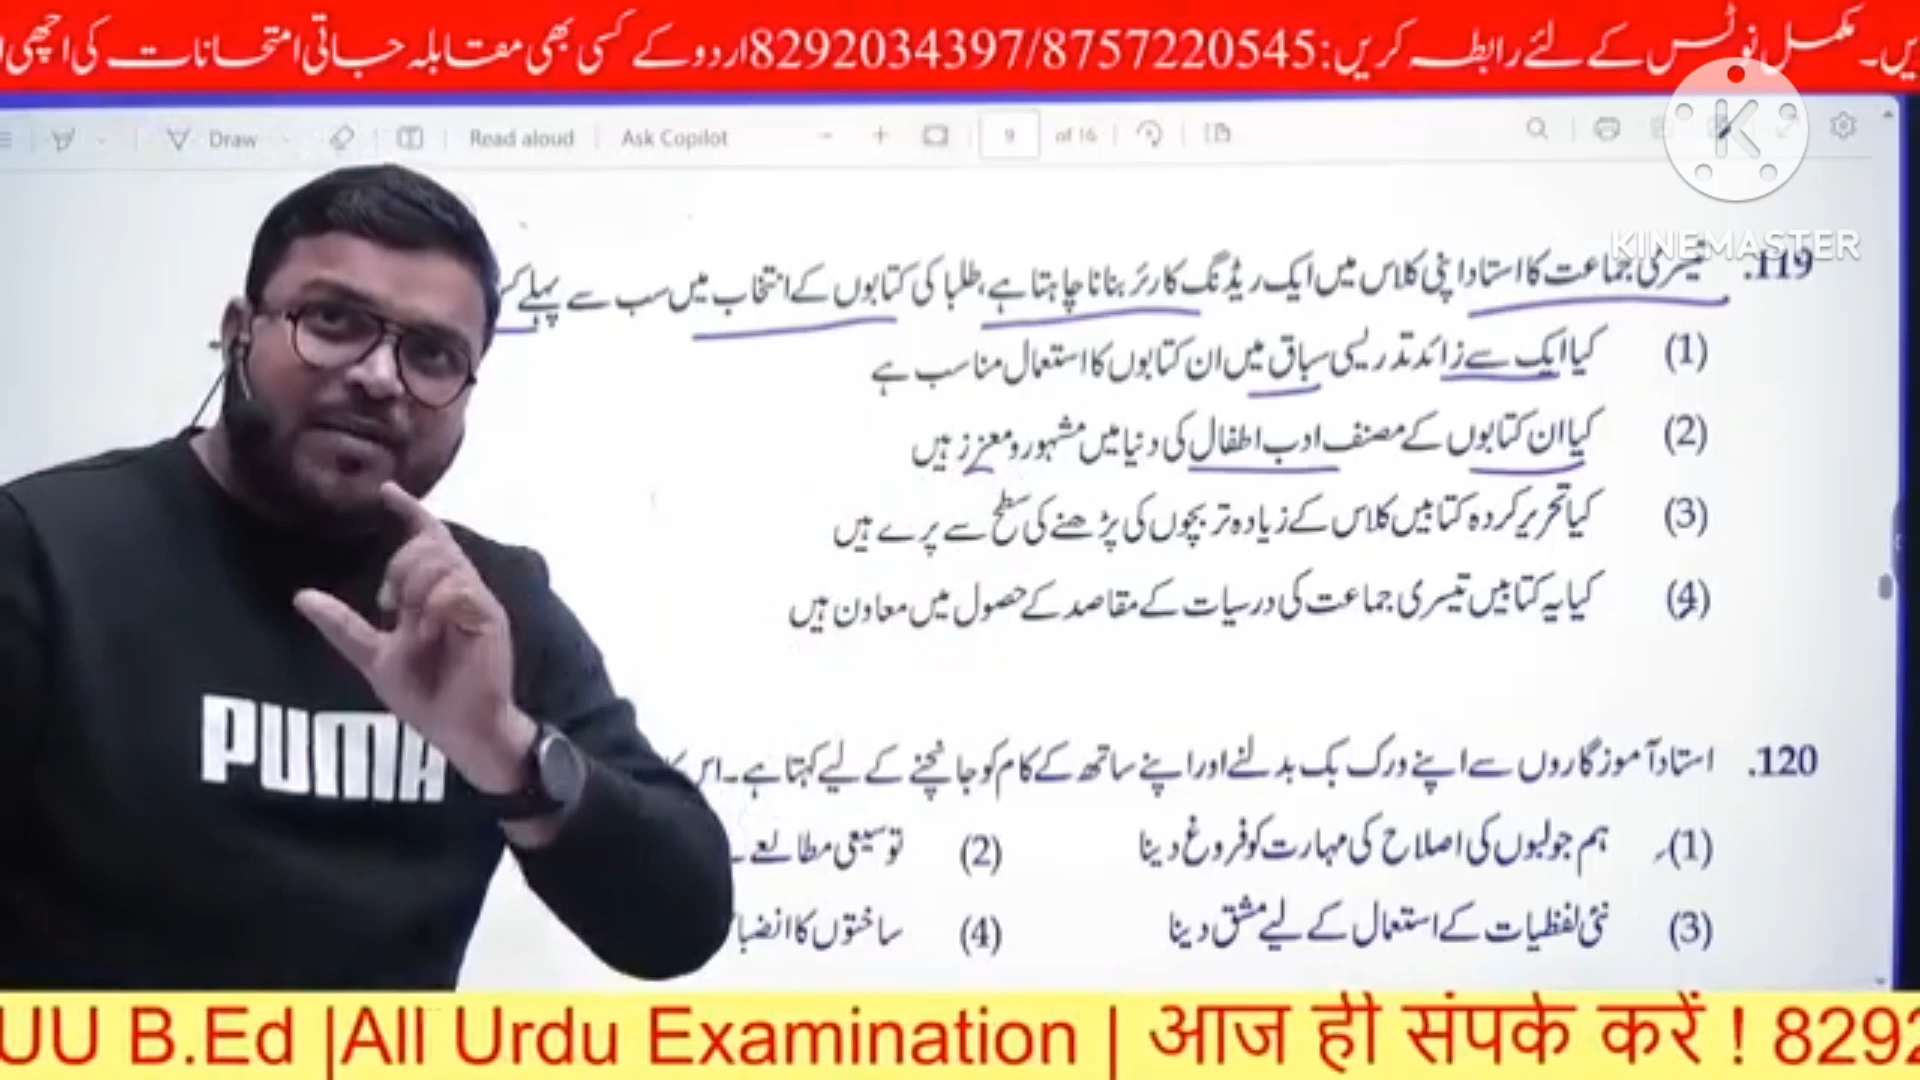 یں۔ مکمل نوٹس کے لئے رابطہ کریں: 8292034397/8757220545 اردو کے کسی بھی مقابلہ جاتی امتحانات کی اچھی
Draw Read aloud Ask Copilot 9 of 16
KINEMASTER
119. تیسری جماعت کا استاد اپنی کلاس میں ایک ریڈنگ کارنر بنانا چاہتا ہے، طلبا کی کتابوں کے انتخاب میں سب سے پہلے
(1) کیا ایک سے زائد تدریسی سباق میں ان کتابوں کا استعمال مناسب ہے
(2) کیا ان کتابوں کے مصنف ادب اطفال کی دنیا میں مشہور و معزز ہیں
(3) کیا تحریر کردہ کتابیں کلاس کے زیادہ تر بچوں کی پڑھنے کی سطح سے پرے ہیں
(4) کیا یہ کتابیں تیسری جماعت کی درسیات کے مقاصد کے حصول میں معاون ہیں
120. استاد آموزگاروں سے اپنے ورک بک بدلنے اور اپنے ساتھ کے کام کو جانچنے کے لیے کہتا ہے۔ اس
(1) ہم جولیوں کی اصلاح کی مہارت کو فروغ دینا (2) توسیعی مطالعے
(3) نئی لفظیات کے استعمال کے لیے مشق دینا (4) ساختوں کا
PUMA
UU B.Ed |All Urdu Examination | आज ही संपर्क करें ! 829